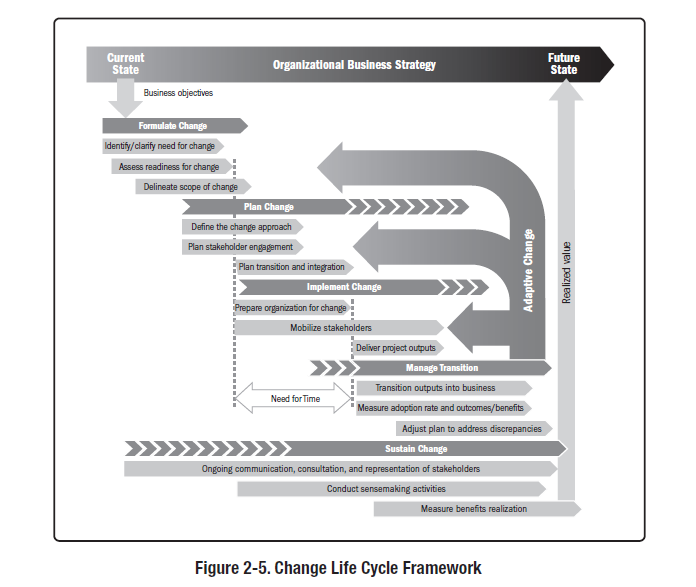 Current
State
Organizational Business Strategy
Future
State
Business objectives
Formulate Change
Identify/clarify need for change
Assess readiness for change
Delineate scope of change
Plan Change
Define the change approach
Plan stakeholder engagement
Plan transition and integration
Implement Change
Prepare organization for change
Mobilize stakeholders
Deliver project outputs
Adaptive Change
Realized value
Manage Transition
Transition outputs into business
Need for Time
Measure adoption rate and outcomes/benefits
Adjust plan to address discrepancies
Sustain Change
Ongoing communication, consultation, and representation of stakeholders
Conduct sensemaking activities
Measure benefits realization
Figure 2-5. Change Life Cycle Framework